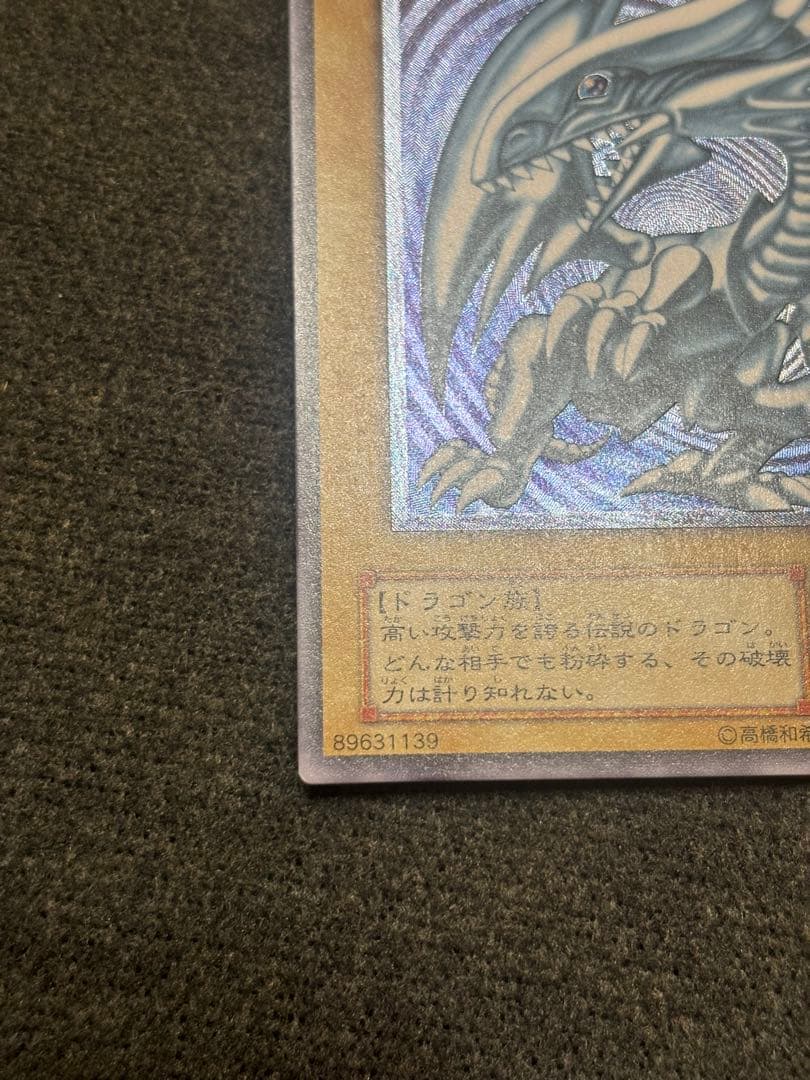 【ドラゴン族】
高い攻撃力を誇る伝説のドラゴン。
どんな相手でも粉砕する、その破壊
力は計り知れない。
89631139
©高橋和希